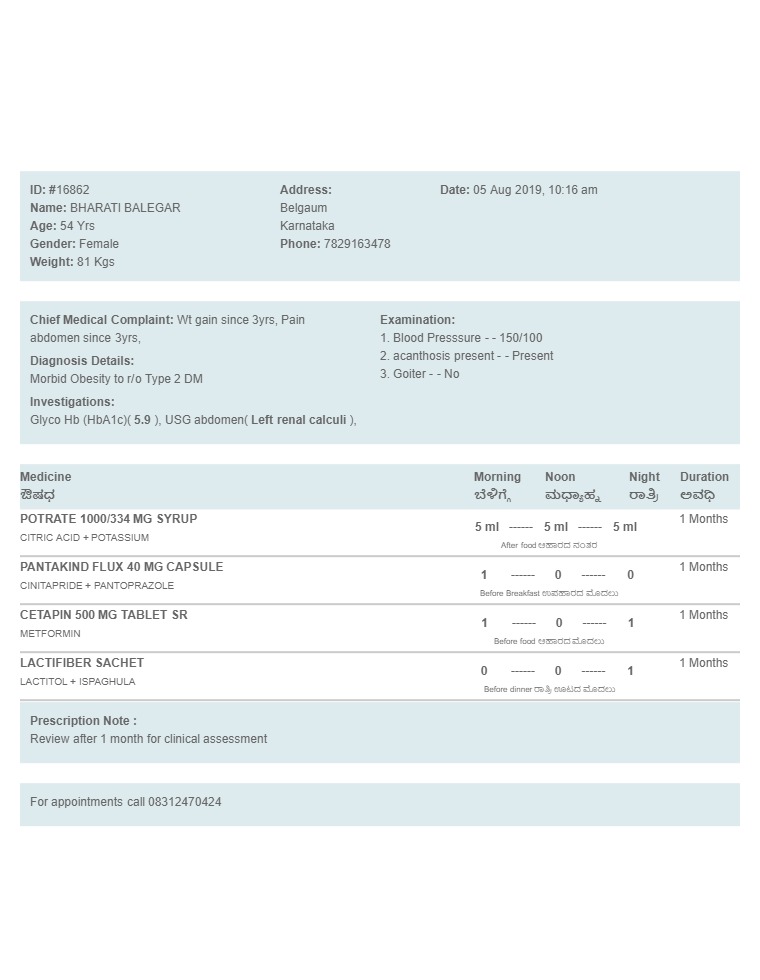 ID: #16862
Name: BHARATI BALEGAR
Age: 54 Yrs
Gender: Female
Weight: 81 Kgs
Address:
Belgaum
Karnataka
Phone: 7829163478
Date: 05 Aug 2019, 10:16 am
Chief Medical Complaint: Wt gain since 3yrs, Pain
abdomen since 3yrs,
Diagnosis Details:
Morbid Obesity to r/o Type 2 DM
Investigations:
Glyco Hb (HbA1c)( 5.9 ), USG abdomen( Left renal calculi ),
Examination:
1. Blood Presssure - - 150/100
2. acanthosis present - - Present
3. Goiter - - No
Medicine Morning Noon Night Duration
ಔಷಧ ಬೆಳಿಗ್ಗೆ ಮಧ್ಯಾಹ್ನ ರಾತ್ರಿ ಅವಧಿ
POTRATE 1000/334 MG SYRUP 5 ml ------ 5 ml ------ 5 ml 1 Months
CITRIC ACID + POTASSIUM After food ಆಹಾರದ ನಂತರ
PANTAKIND FLUX 40 MG CAPSULE 1 ------ 0 ------ 0 1 Months
CINITAPRIDE + PANTOPRAZOLE Before Breakfast ಉಪಹಾರದ ಮೊದಲು
CETAPIN 500 MG TABLET SR 1 ------ 0 ------ 1 1 Months
METFORMIN Before food ಆಹಾರದ ಮೊದಲು
LACTIFIBER SACHET 0 ------ 0 ------ 1 1 Months
LACTITOL + ISPAGHULA Before dinner ರಾತ್ರಿ ಊಟದ ಮೊದಲು
Prescription Note :
Review after 1 month for clinical assessment
For appointments call 08312470424